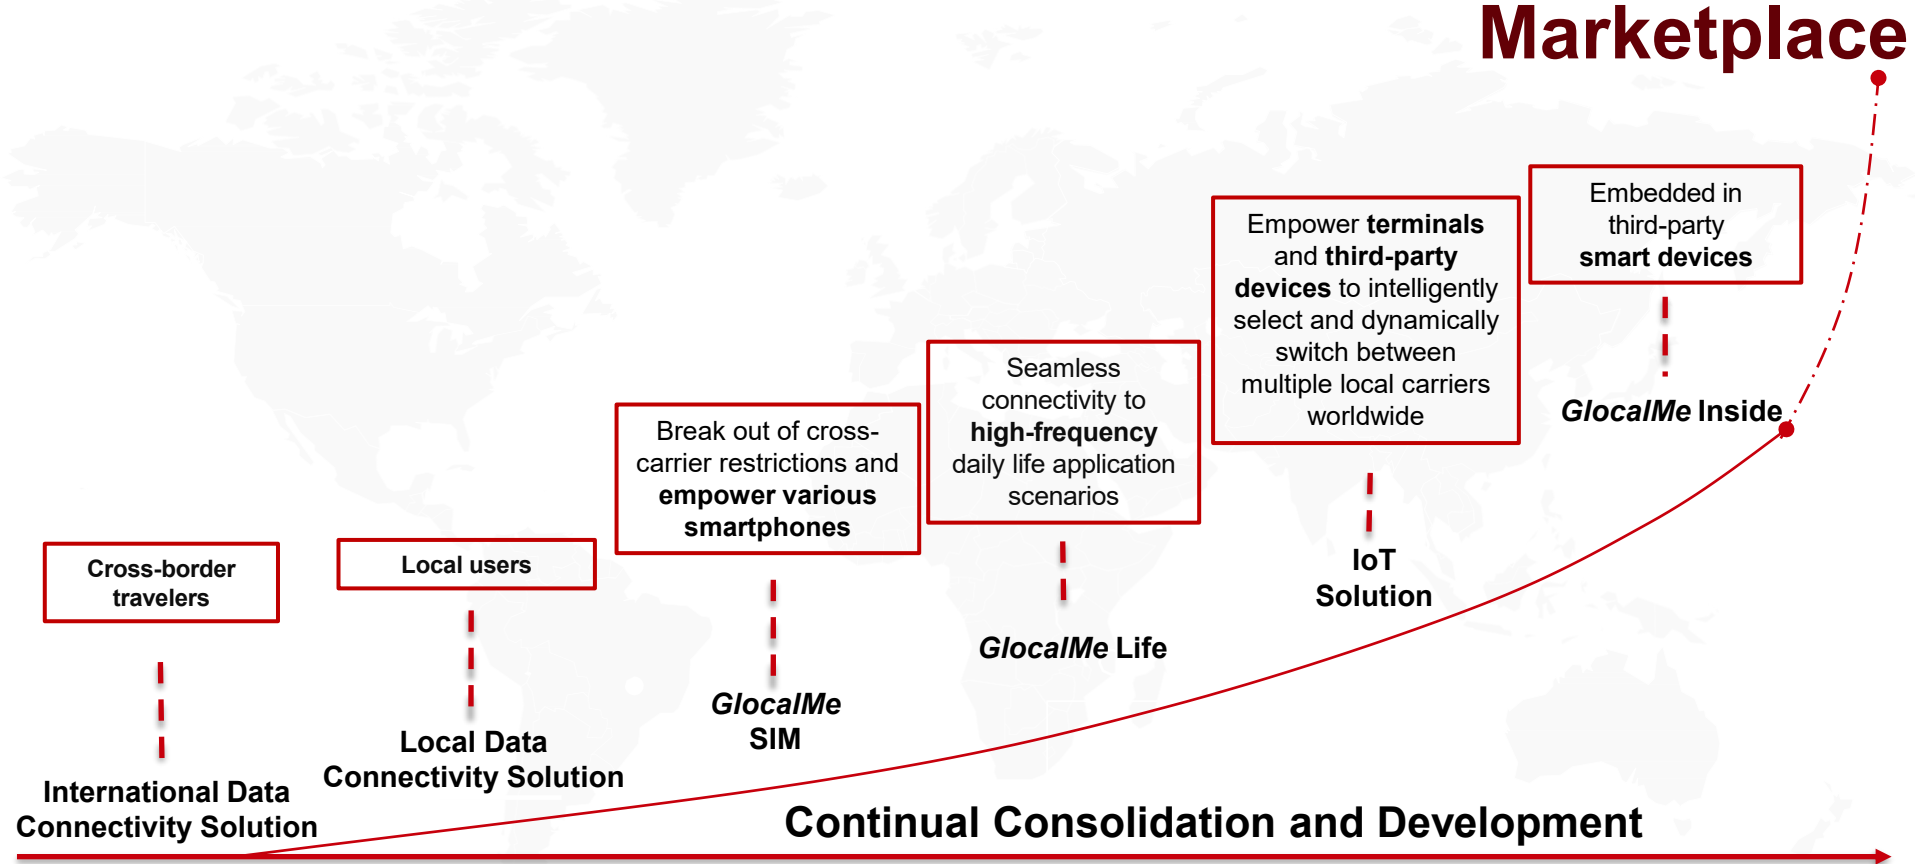 Marketplace
Cross-border
travelers
International Data
Connectivity Solution
Local users
Local Data
Connectivity Solution
Break out of cross-
carrier restrictions and
empower various
smartphones
GlocalMe
SIM
Seamless
connectivity to
high-frequency
daily life application
scenarios
GlocalMe Life
Empower terminals
and third-party
devices to intelligently
select and dynamically
switch between
multiple local carriers
worldwide
IoT
Solution
Embedded in
third-party
smart devices
GlocalMe Inside
Continual Consolidation and Development